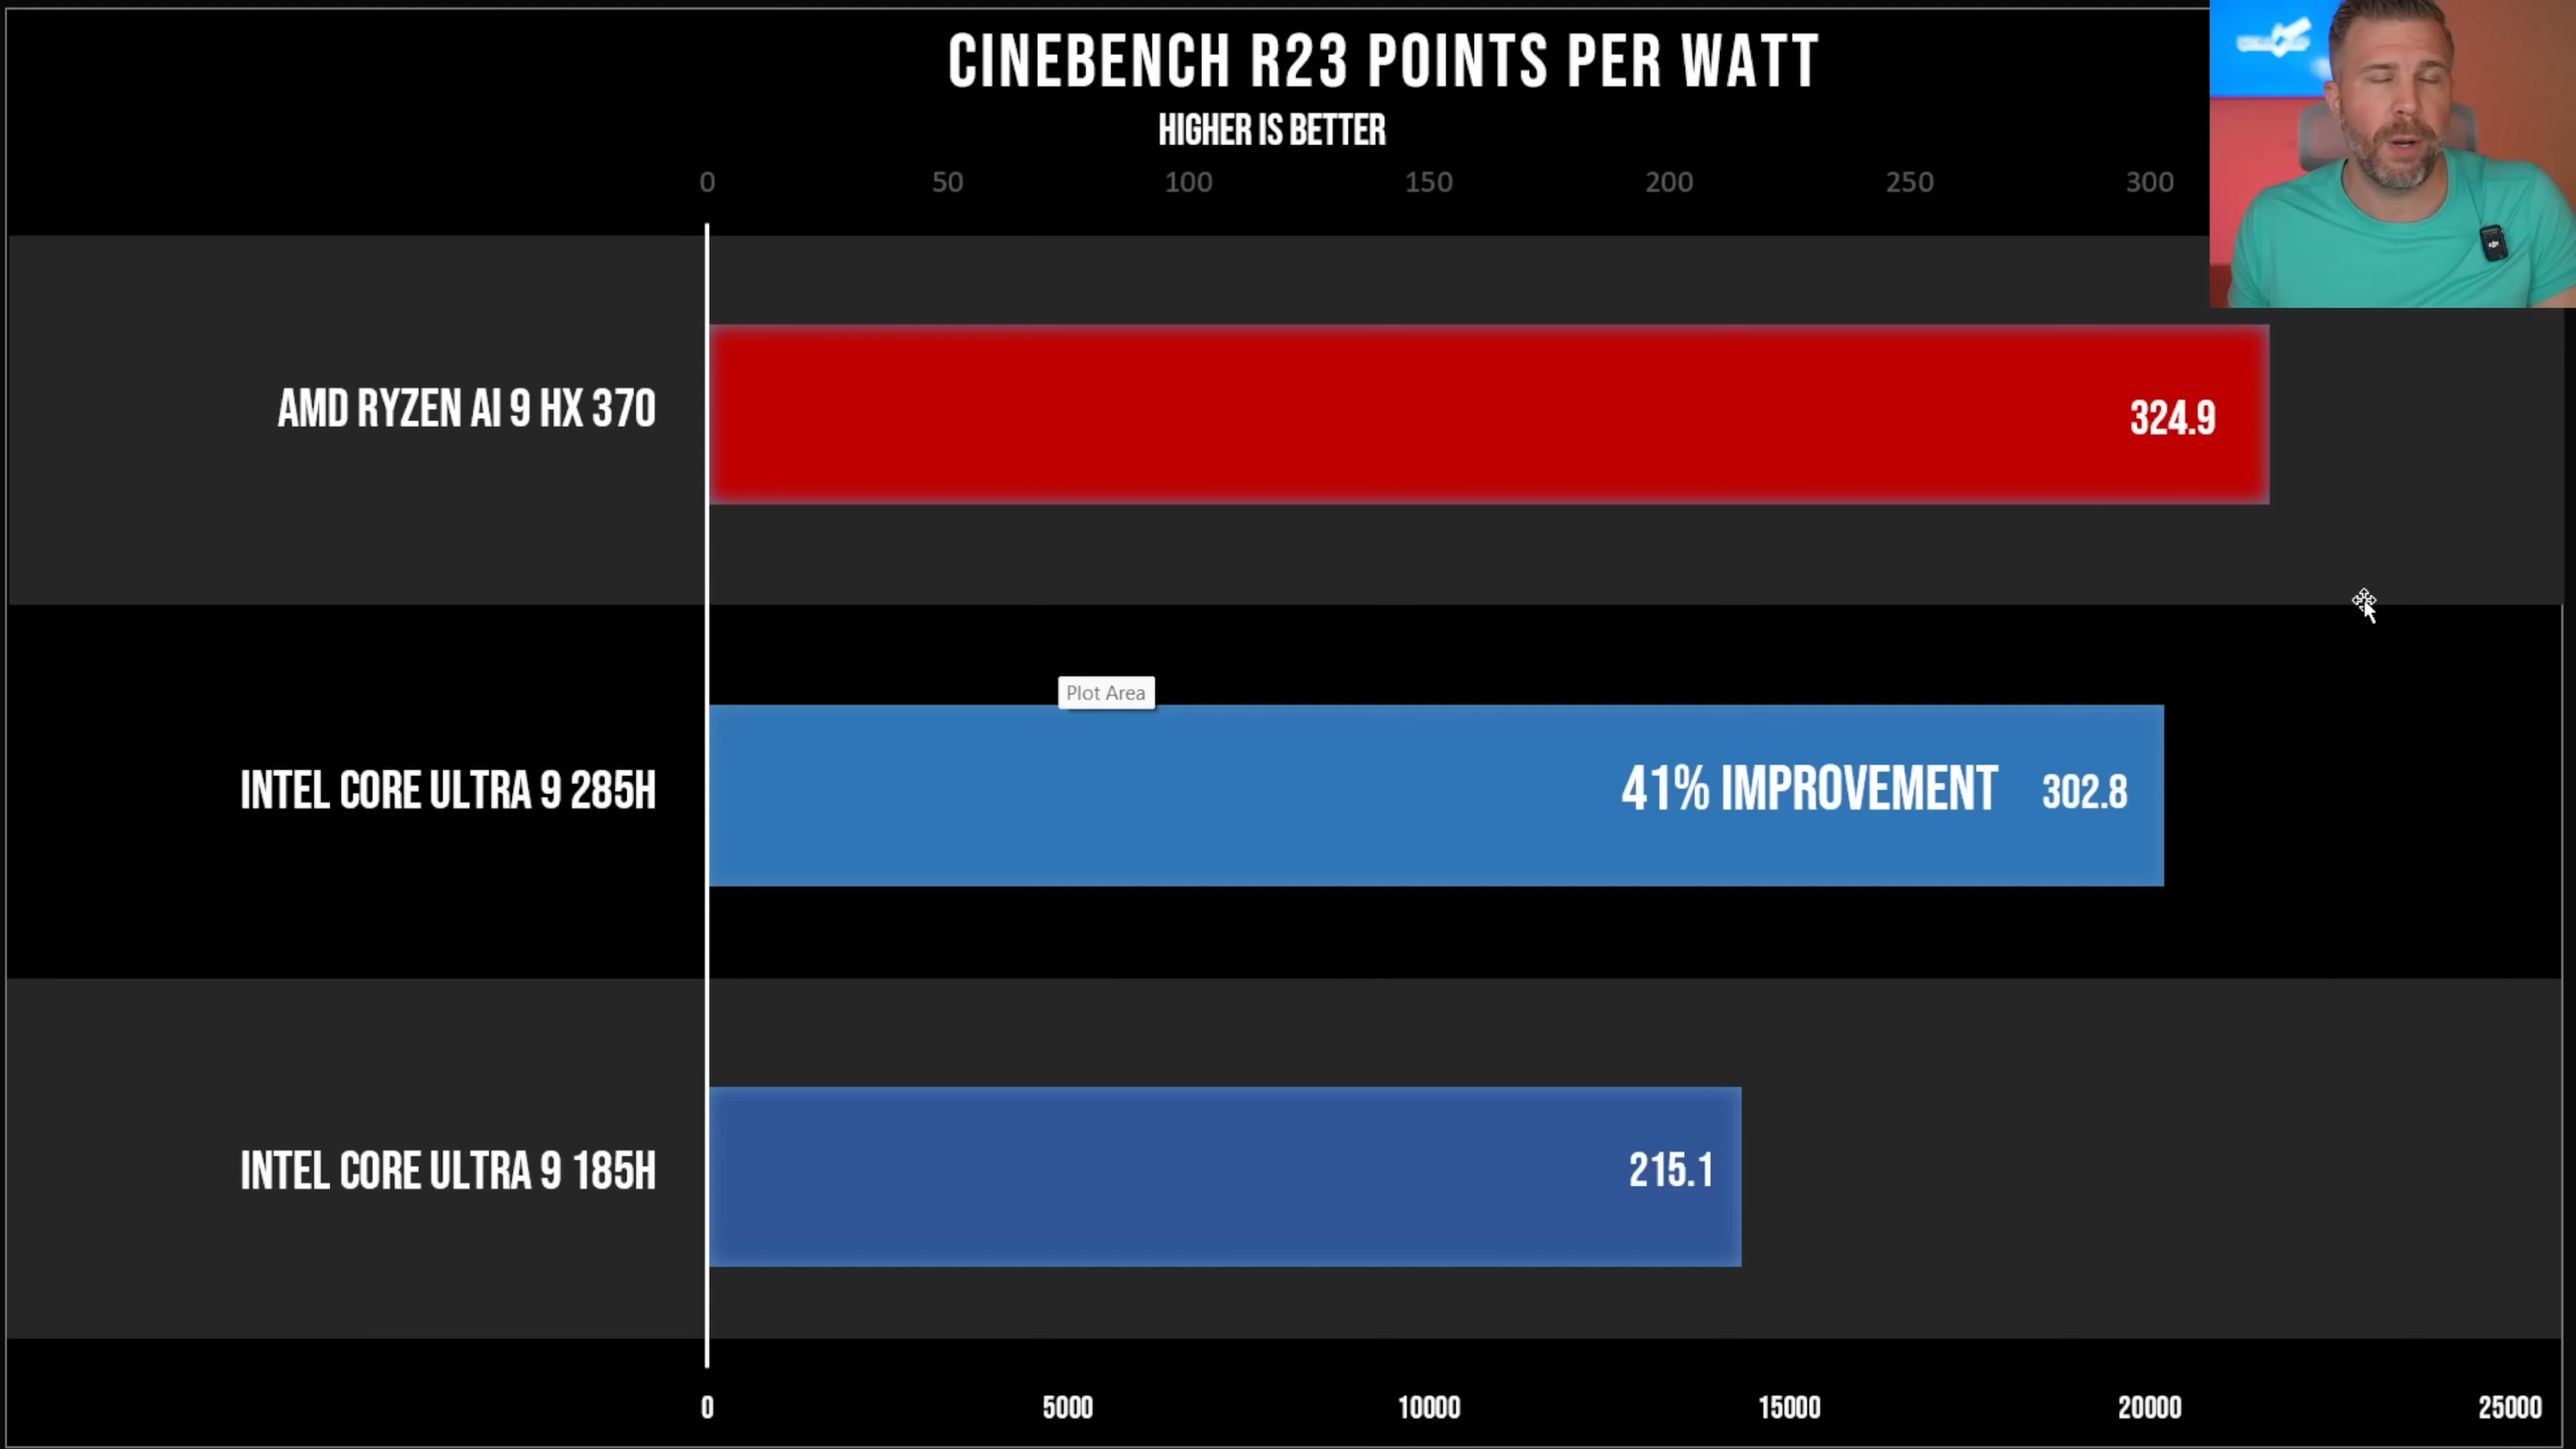 CINEBENCH R23 POINTS PER WATT
HIGHER IS BETTER
0 50 100 150 200 250 300
AMD RYZEN AI 9 HX 370
324.9
Plot Area
INTEL CORE ULTRA 9 285H
41% IMPROVEMENT 302.8
INTEL CORE ULTRA 9 185H
215.1
0 5000 10000 15000 20000 25000